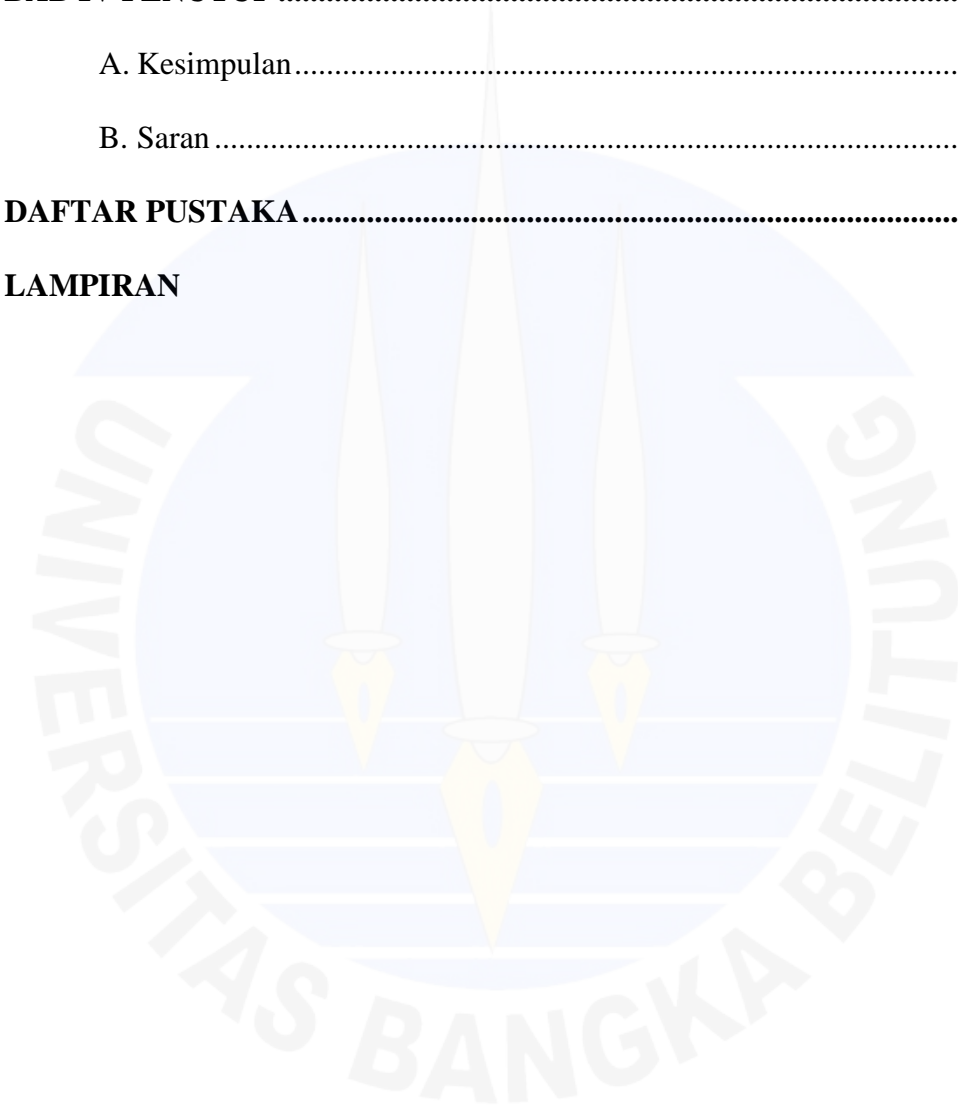 A. Kesimpulan....................................................................................
B. Saran..............................................................................................
DAFTAR PUSTAKA..................................................................................
LAMPIRAN
UNIVERSITAS BANGKA BELITUNG